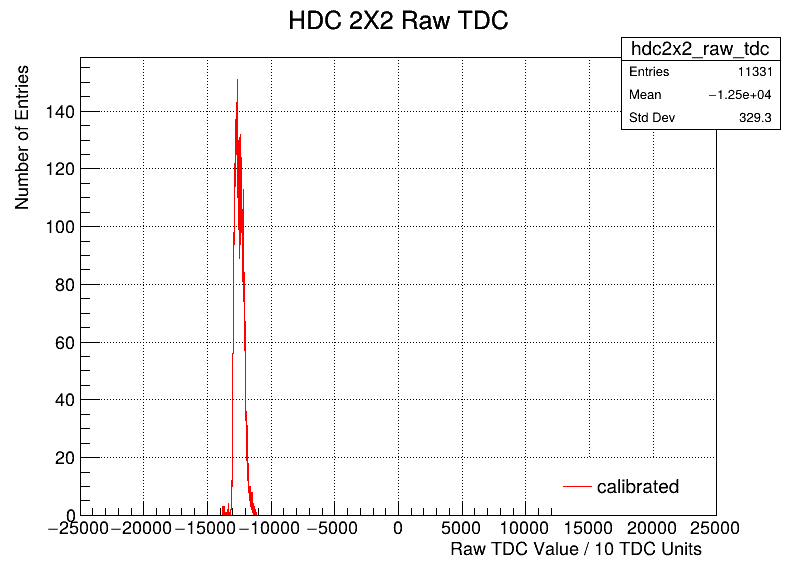 HDC 2X2 Raw TDC
hdc2x2_raw_tdc
Entries 11331
Mean −1.25e+04
Std Dev 329.3
Number of Entries
140
120
100
80
60
40
20
0
calibrated
−25000 −20000 −15000 −10000 −5000 0 5000 10000 15000 20000 25000
Raw TDC Value / 10 TDC Units